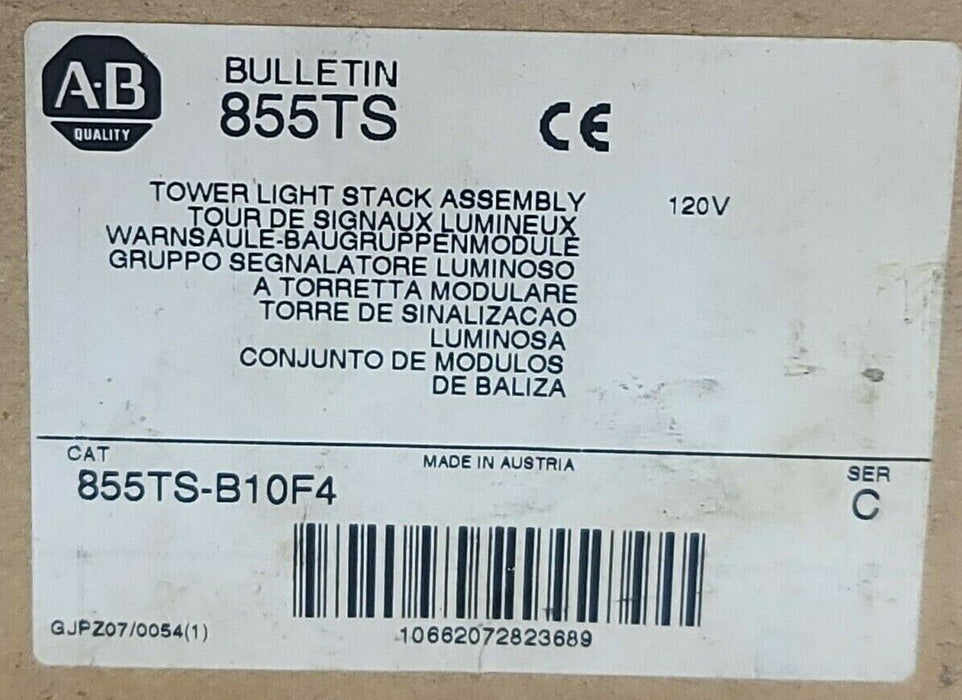 A-B
QUALITY
BULLETIN
855TS
CE
TOWER LIGHT STACK ASSEMBLY
120V
TOUR DE SIGNAUX LUMINEUX
WARNSAULE-BAUGRUPPENMODULE
GRUPPO SEGNALATORE LUMINOSO
A TORRETTA MODULARE
TORRE DE SINALIZACAO
LUMINOSA
CONJUNTO DE MODULOS
DE BALIZA
CAT
855TS-B10F4
MADE IN AUSTRIA
SER
C
GJPZ07/0054(1)
10662072823689